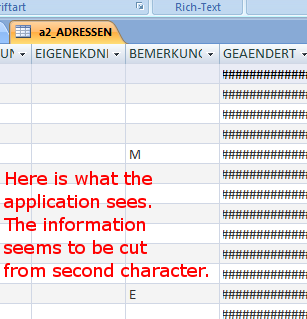 riftart
Rich-Text
a2_ADRESSEN
UN EIGENEKDNI BEMERKUNG GEAENDERT
################
################
################
################
M ################
################
################
################
################
################
################
E ################
################
Here is what the
application sees.
The information
seems to be cut
from second character.